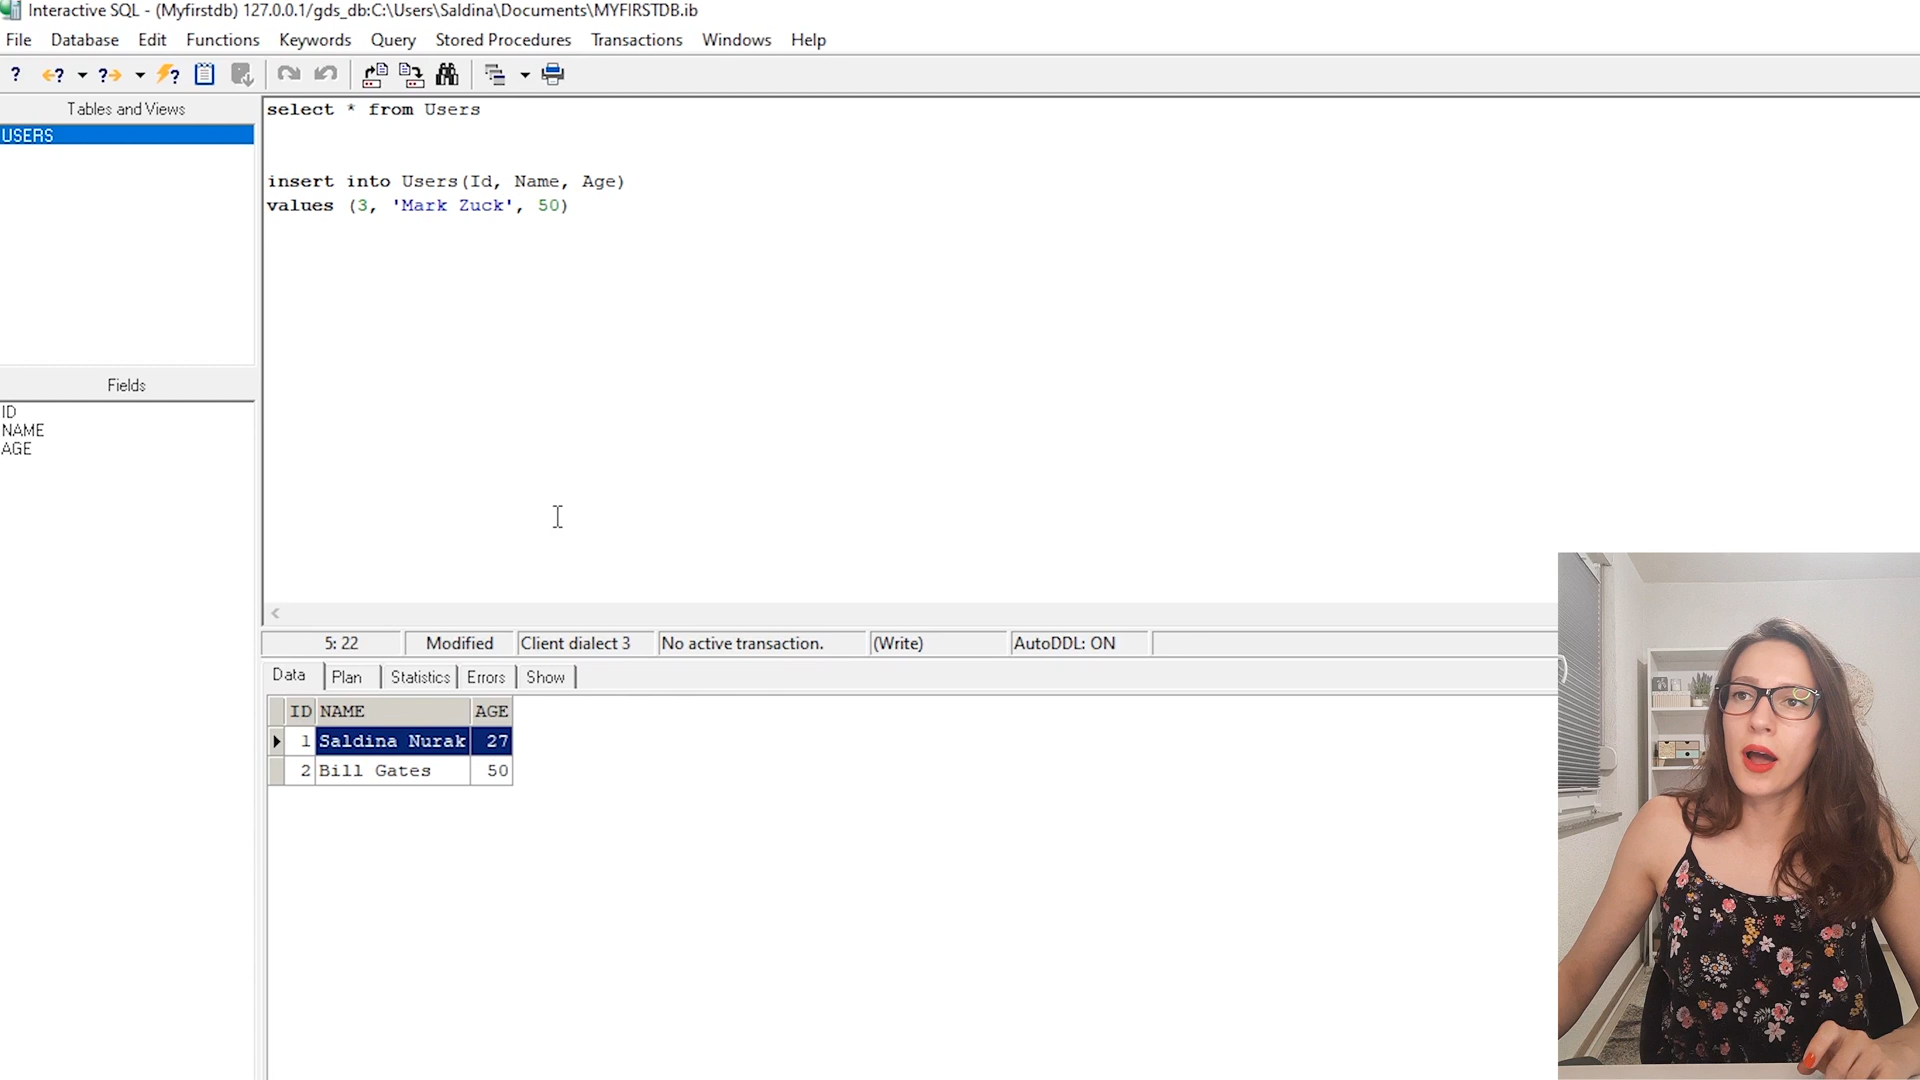 Interactive SQL - (Myfirstdb) 127.0.0.1/gds_db:C:\Users\Saldina\Documents\MYFIRSTDB.ib
File Database Edit Functions Keywords Query Stored Procedures Transactions Windows Help
Tables and Views
USERS
select * from Users
insert into Users(Id, Name, Age)
values (3, 'Mark Zuck', 50)
Fields
ID
NAME
AGE
5: 22 Modified Client dialect 3 No active transaction. (Write) AutoDDL: ON
Data Plan Statistics Errors Show
ID NAME AGE
1 Saldina Nurak 27
2 Bill Gates 50